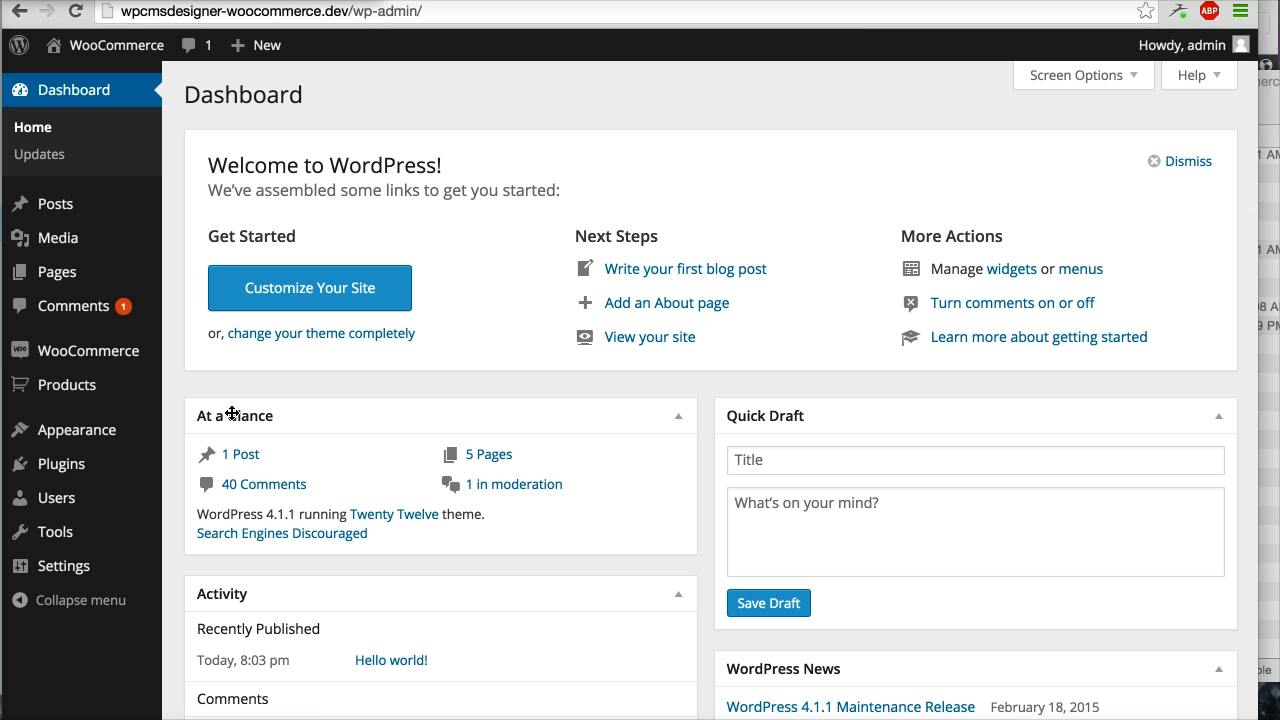 wpcmsdesigner-woocommerce.dev/wp-admin/
ABP
WooCommerce 1 New
Howdy, admin
Dashboard
Home
Updates
Posts
Media
Pages
Comments 1
WooCommerce
Products
Appearance
Plugins
Users
Tools
Settings
Collapse menu
Screen Options Help
Dashboard
Welcome to WordPress!
Dismiss
We've assembled some links to get you started:
Get Started
Customize Your Site
or, change your theme completely
Next Steps
Write your first blog post
Add an About page
View your site
More Actions
Manage widgets or menus
Turn comments on or off
Learn more about getting started
At a Glance
1 Post 5 Pages
40 Comments 1 in moderation
WordPress 4.1.1 running Twenty Twelve theme.
Search Engines Discouraged
Activity
Recently Published
Today, 8:03 pm Hello world!
Comments
Quick Draft
Title
What's on your mind?
Save Draft
WordPress News
WordPress 4.1.1 Maintenance Release February 18, 2015